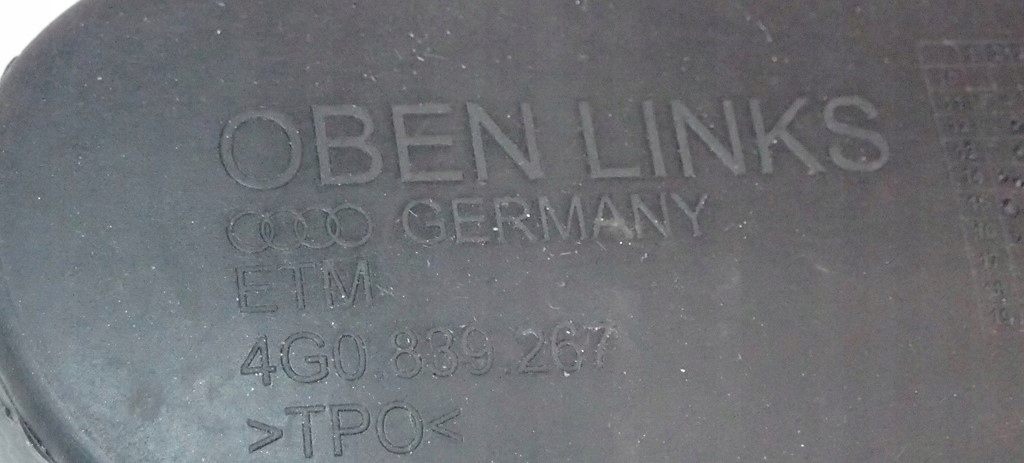 OBEN LINKS
GERMANY
ETM
4G0.839.267
>TPO<